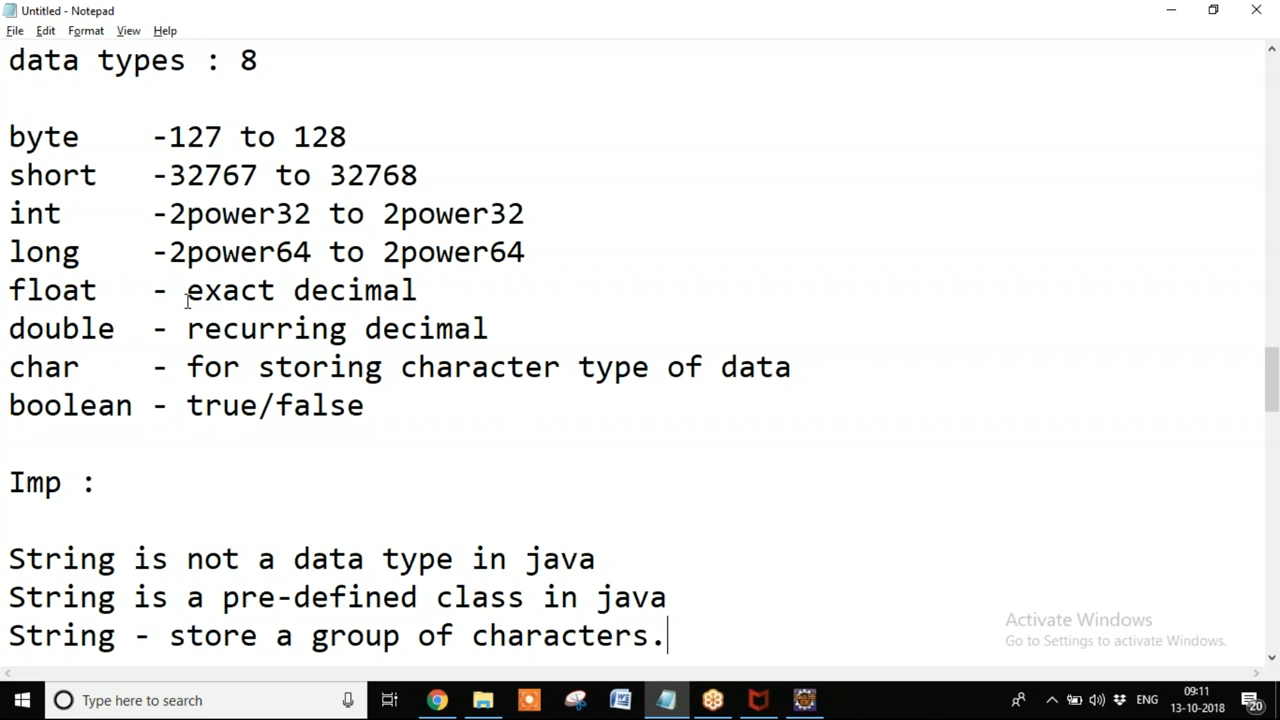 Untitled - Notepad
File Edit Format View Help
data types : 8
byte -127 to 128
short -32767 to 32768
int -2power32 to 2power32
long -2power64 to 2power64
float - exact decimal
double - recurring decimal
char - for storing character type of data
boolean - true/false
Imp :
String is not a data type in java
String is a pre-defined class in java
String - store a group of characters.
Activate Windows
Go to Settings to activate Windows.
Type here to search
ENG
09:11
13-10-2018
20